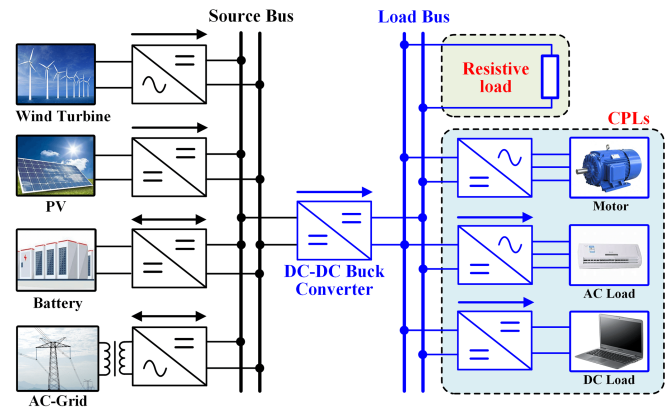 Source Bus
Load Bus
Resistive
load
Wind Turbine
CPLs
PV
Motor
DC-DC Buck
Converter
Battery
AC Load
AC-Grid
DC Load